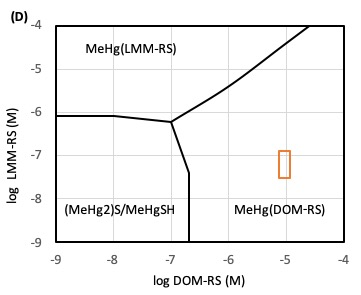 (D)
-4
MeHg(LMM-RS)
-5
-6
log LMM-RS (M)
-7
-8
(MeHg2)S/MeHgSH
MeHg(DOM-RS)
-9
-9
-8
-7
-6
-5
-4
log DOM-RS (M)